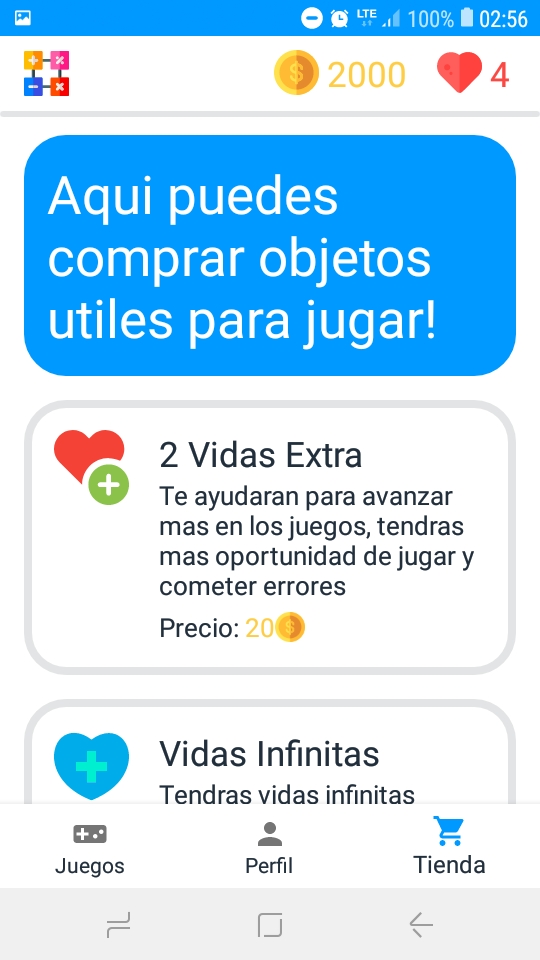 LTE 100% 02:56
2000 4
Aqui puedes
comprar objetos
utiles para jugar!
2 Vidas Extra
Te ayudaran para avanzar
mas en los juegos, tendras
mas oportunidad de jugar y
cometer errores
Precio: 20
Vidas Infinitas
Tendras vidas infinitas
Juegos Perfil Tienda